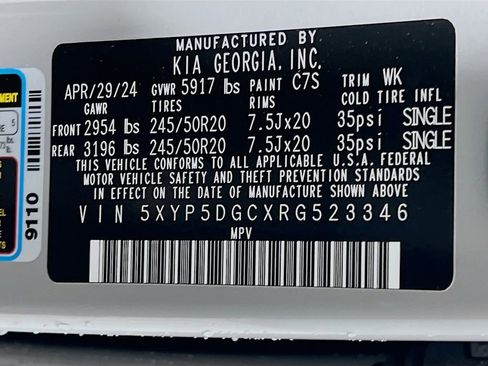 MANUFACTURED BY
KIA GEORGIA, INC.
APR/29/24 GVWR 5917 lbs PAINT C7S TRIM WK
GAWR TIRES RIMS COLD TIRE INFL
FRONT 2954 lbs 245/50R20 7.5Jx20 35psi SINGLE
REAR 3196 lbs 245/50R20 7.5Jx20 35psi SINGLE
THIS VEHICLE CONFORMS TO ALL APPLICABLE U.S.A. FEDERAL
MOTOR VEHICLE SAFETY AND THEFT PREVENTION STANDARDS
IN EFFECT ON THE DATE OF MANUFACTURE SHOWN ABOVE
VIN 5XYP5DGCXRG523346
MPV
9110